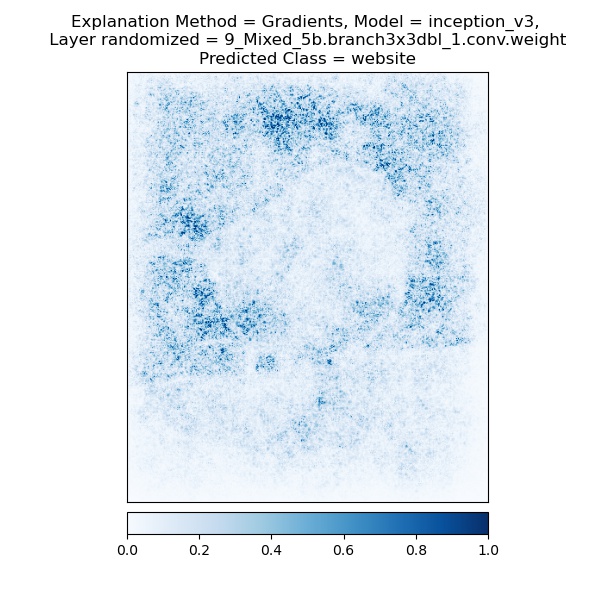 Explanation Method = Gradients, Model = inception_v3,
Layer randomized = 9_Mixed_5b.branch3x3dbl_1.conv.weight
Predicted Class = website
0.0 0.2 0.4 0.6 0.8 1.0